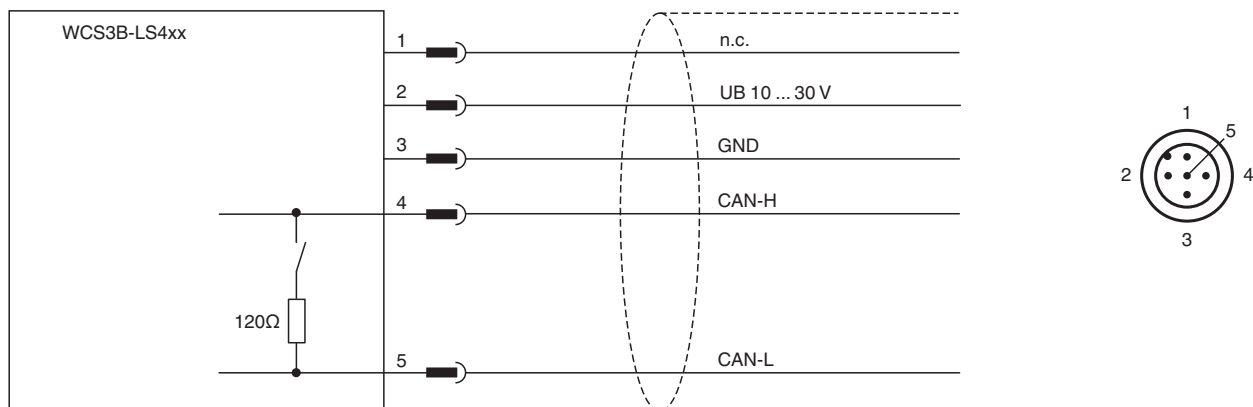 WCS3B-LS4xx
1 n.c.
2 UB 10 ... 30 V
3 GND
4 CAN-H
120Ω
5 CAN-L
1
5
2
4
3